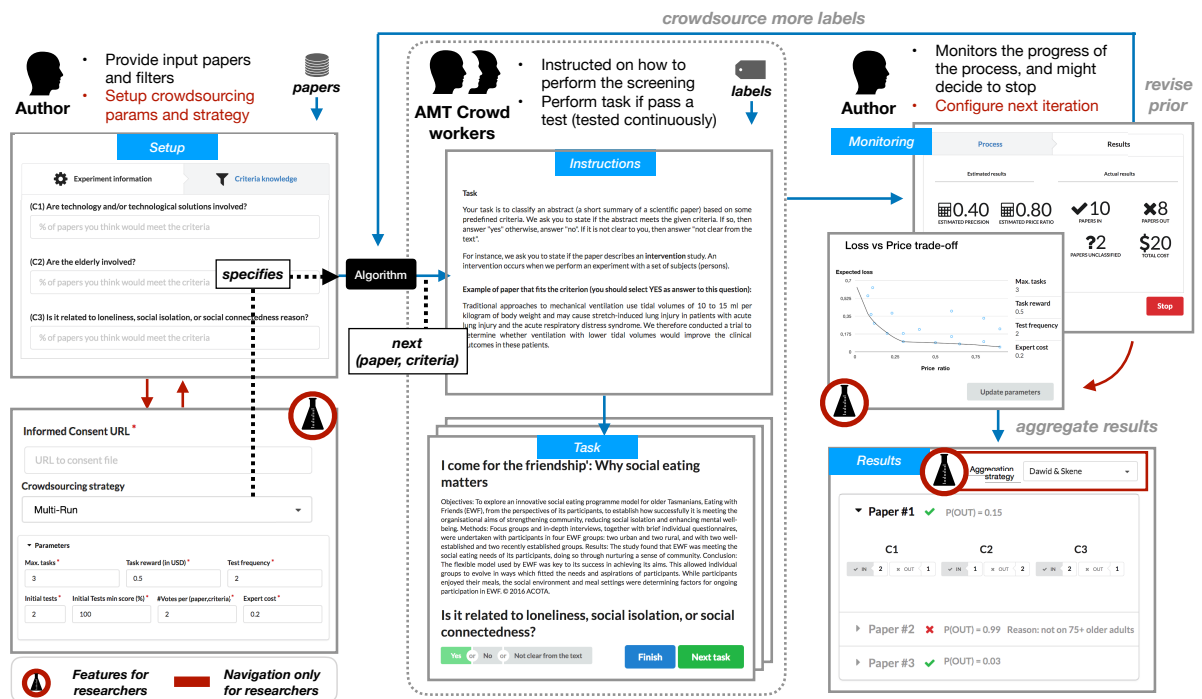 crowdsource more labels
Author
• Provide input papers
and filters
• Setup crowdsourcing
params and strategy
papers
Setup
Experiment information
Criteria knowledge
(C1) Are technology and/or technological solutions involved?
% of papers you think would meet the criteria
(C2) Are the elderly involved?
% of papers you think would meet the criteria
(C3) Is it related to loneliness, social isolation, or social connectedness reason?
% of papers you think would meet the criteria
specifies
Algorithm
next
(paper, criteria)
Informed Consent URL *
URL to consent file
Crowdsourcing strategy
Multi-Run
Parameters
Max. tasks *
Task reward (in USD) *
Test frequency *
3
0.5
2
Initial tests *
Initial Tests min score (%) *
#Votes per (paper,criteria) *
Expert cost *
2
100
2
0.2
Features for
researchers
Navigation only
for researchers
AMT Crowd
workers
• Instructed on how to
perform the screening
• Perform task if pass a
test (tested continuously)
labels
Instructions
Task
Your task is to classify an abstract (a short summary of a scientific paper) based on some
predefined criteria. We ask you to state if the abstract meets the given criteria. If so, then
answer "yes" otherwise, answer "no". If it is not clear to you, then answer "not clear from the
text".
For instance, we ask you to state if the paper describes an intervention study. An
intervention occurs when we perform an experiment with a set of subjects (persons).
Example of paper that fits the criterion (you should select YES as answer to this question):
Traditional approaches to mechanical ventilation use tidal volumes of 10 to 15 ml per
kilogram of body weight and may cause stretch-induced lung injury in patients with acute
lung injury and the acute respiratory distress syndrome. We therefore conducted a trial to
determine whether ventilation with lower tidal volumes would improve the clinical
outcomes in these patients.
Task
I come for the friendship': Why social eating
matters
Objectives: To explore an innovative social eating programme model for older Tasmanians, Eating with
Friends (EWF), from the perspectives of its participants, to establish how successfully it is meeting the
organisational aims of strengthening community, reducing social isolation and enhancing mental well-
being. Methods: Focus groups and in-depth interviews, together with brief individual questionnaires,
were undertaken with participants in four EWF groups: two urban and two rural, and with two well-
established and two recently established groups. Results: The study found that EWF was meeting the
social eating needs of its participants, doing so through nurturing a sense of community. Conclusion:
The flexible model used by EWF was key to its success in achieving its aims. This allowed individual
groups to evolve in ways which fitted the needs and aspirations of participants. While participants
enjoyed their meals, the social environment and meal settings were determining factors for ongoing
participation in EWF. © 2016 ACOTA.
Is it related to loneliness, social isolation, or social
connectedness?
Yes or No or Not clear from the text
Finish
Next task
Author
• Monitors the progress of
the process, and might
decide to stop
• Configure next iteration
revise
prior
Monitoring
Process
Results
Estimated results
Actual results
0.40
ESTIMATED PRECISION
0.80
ESTIMATED PRICE RATIO
10
PAPERS IN
8
PAPERS OUT
?2
PAPERS UNCLASSIFIED
$20
TOTAL COST
Stop
Loss vs Price trade-off
Expected loss
0,7
0,35
0,175
0
0
0,25
0,5
0,75
Price ratio
Max. tasks
3
Task reward
0.5
Test frequency
2
Expert cost
0.2
Update parameters
aggregate results
Results
Aggregation
strategy
Dawid & Skene
Paper #1 P(OUT) = 0.15
C1 C2 C3
IN 2 OUT 1 IN 2 OUT 1 IN 2 OUT 1
Paper #2 P(OUT) = 0.99 Reason: not on 75+ older adults
Paper #3 P(OUT) = 0.03